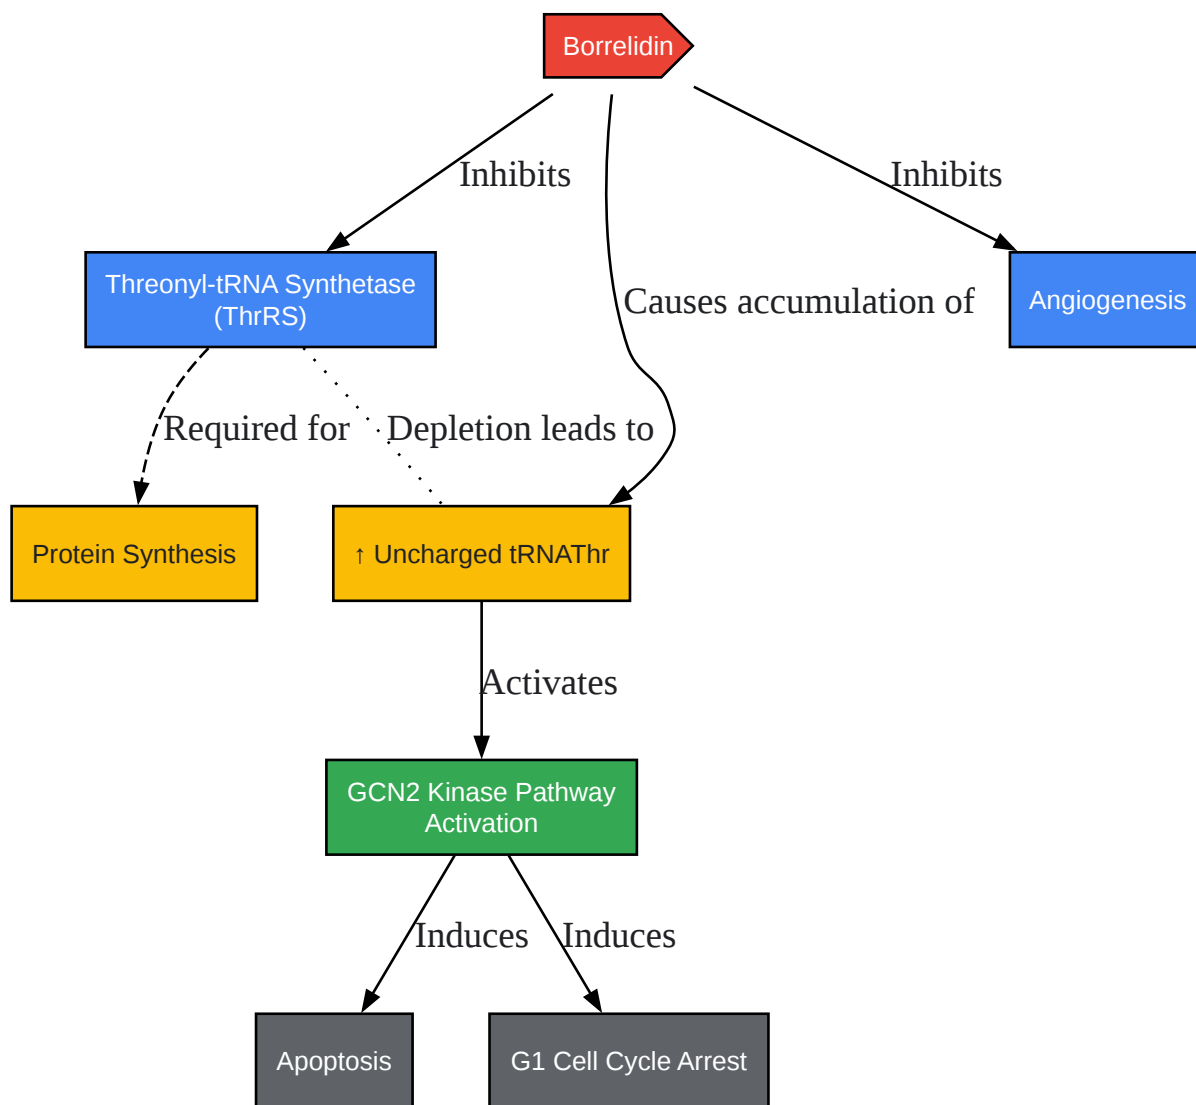 Borrelidin
Inhibits
Inhibits
Threonyl-tRNA Synthetase
(ThrRS)
Causes accumulation of
Angiogenesis
Required for
Depletion leads to
Protein Synthesis
↑ Uncharged tRNAThr
Activates
GCN2 Kinase Pathway
Activation
Induces
Induces
Apoptosis
G1 Cell Cycle Arrest